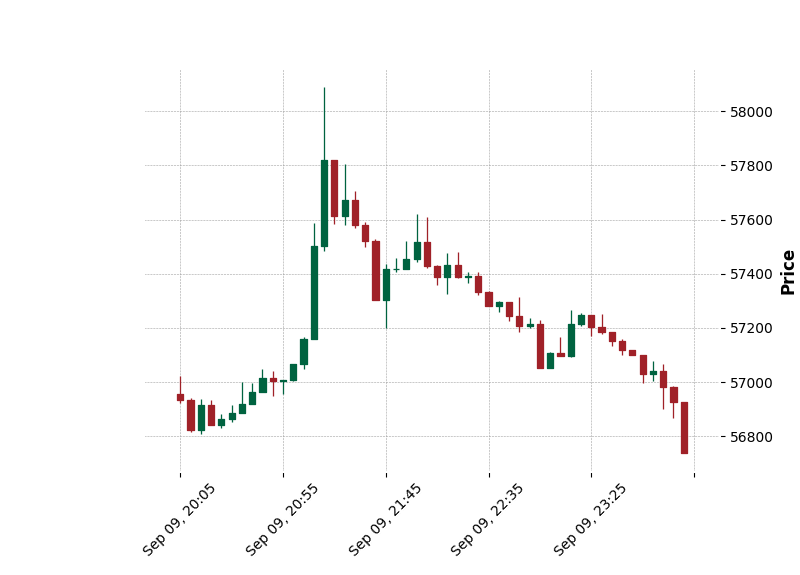 58000
57800
57600
57400
57200
57000
56800
Price
Sep 09, 20:05
Sep 09, 20:55
Sep 09, 21:45
Sep 09, 22:35
Sep 09, 23:25